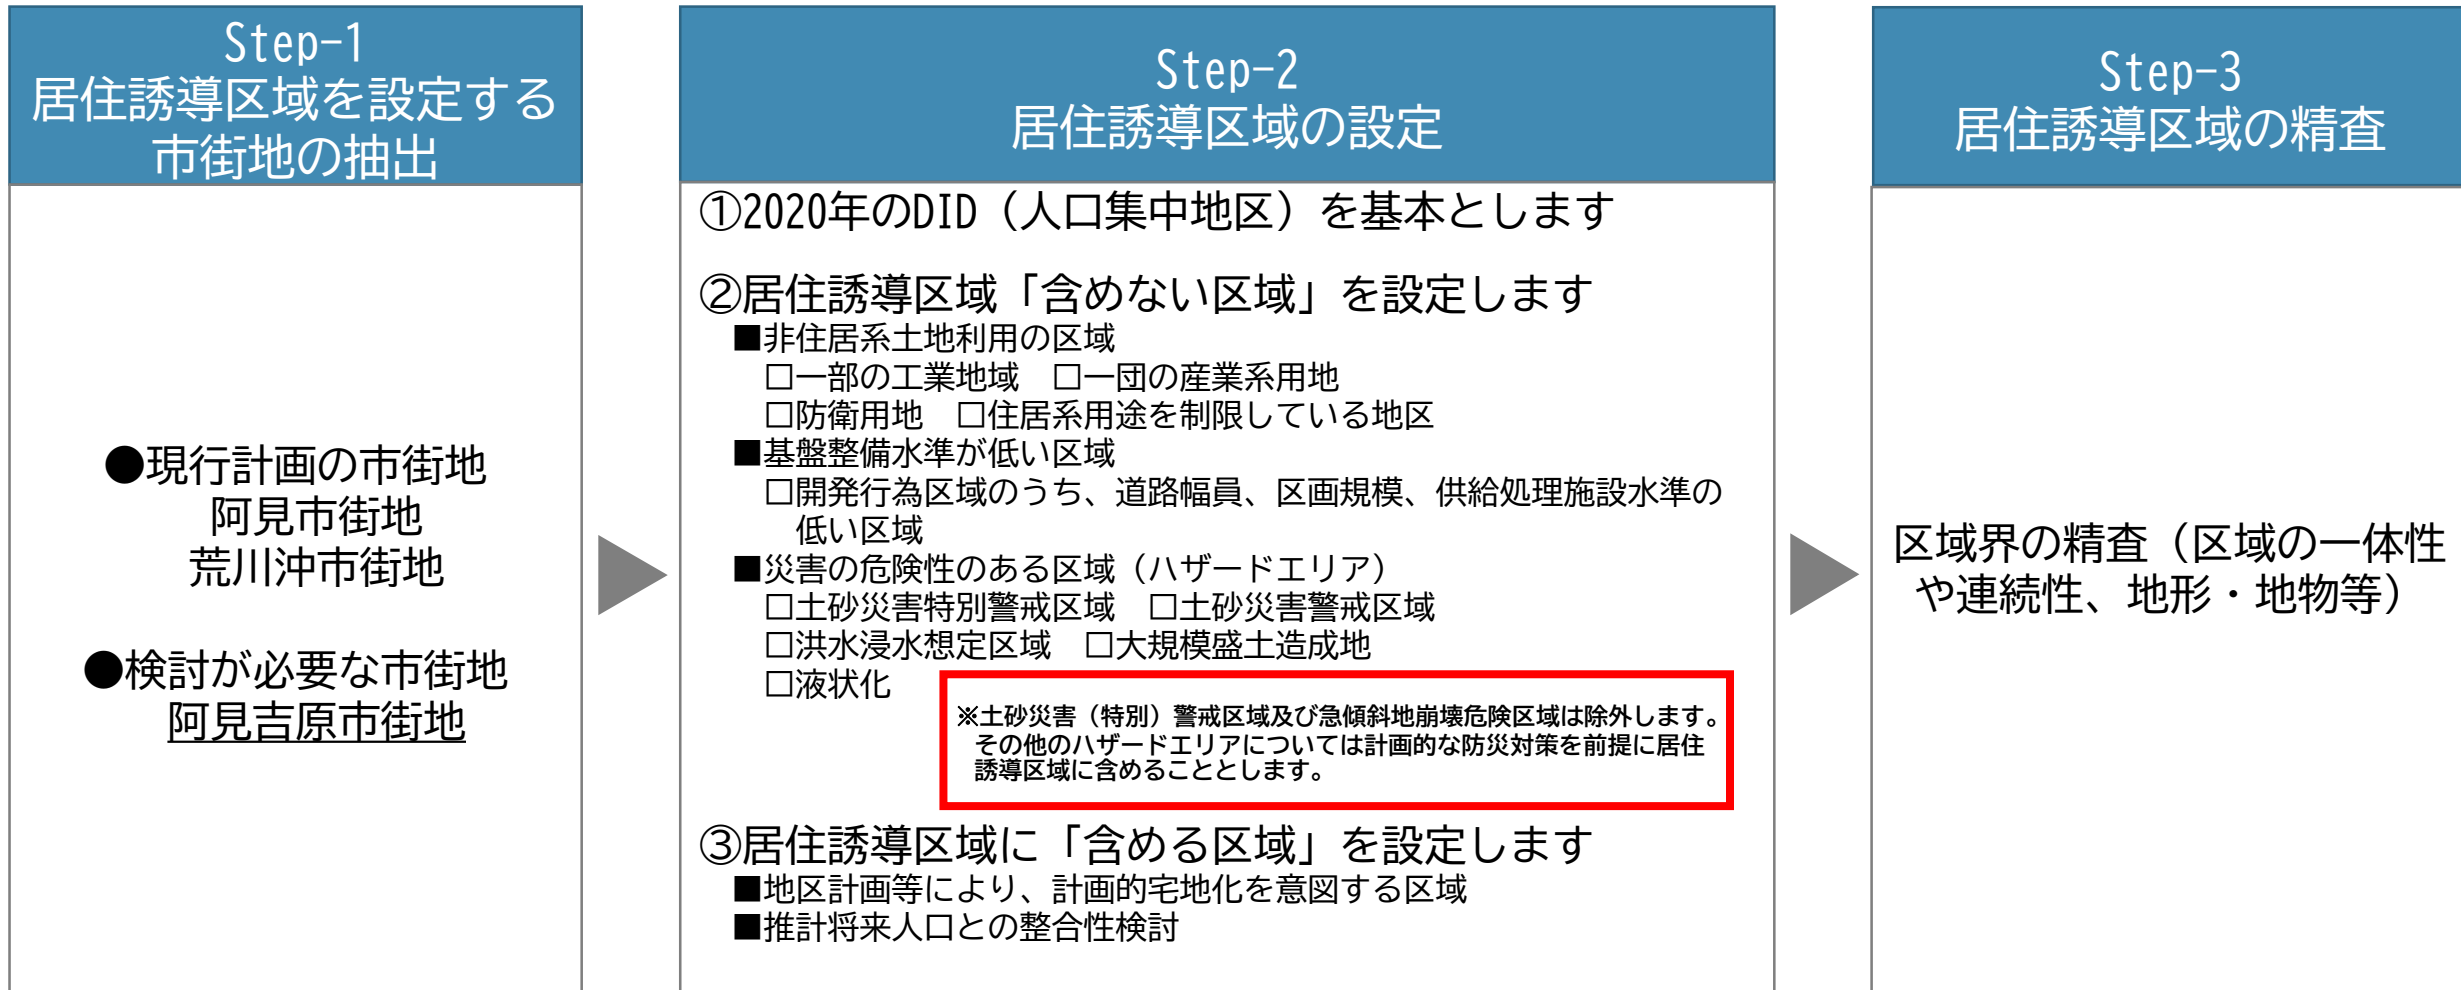 Step-1
居住誘導区域を設定する
市街地の抽出
●現行計画の市街地
阿見市街地
荒川沖市街地
●検討が必要な市街地
阿見吉原市街地
Step-2
居住誘導区域の設定
①2020年のDID（人口集中地区）を基本とします
②居住誘導区域「含めない区域」を設定します
■非住居系土地利用の区域
□一部の工業地域　□一団の産業系用地
□防衛用地　□住居系用途を制限している地区
■基盤整備水準が低い区域
□開発行為区域のうち、道路幅員、区画規模、供給処理施設水準の
低い区域
■災害の危険性のある区域（ハザードエリア）
□土砂災害特別警戒区域　□土砂災害警戒区域
□洪水浸水想定区域　□大規模盛土造成地
□液状化
※土砂災害（特別）警戒区域及び急傾斜地崩壊危険区域は除外します。
その他のハザードエリアについては計画的な防災対策を前提に居住
誘導区域に含めることとします。
③居住誘導区域に「含める区域」を設定します
■地区計画等により、計画的宅地化を意図する区域
■推計将来人口との整合性検討
Step-3
居住誘導区域の精査
区域界の精査（区域の一体性
や連続性、地形・地物等）